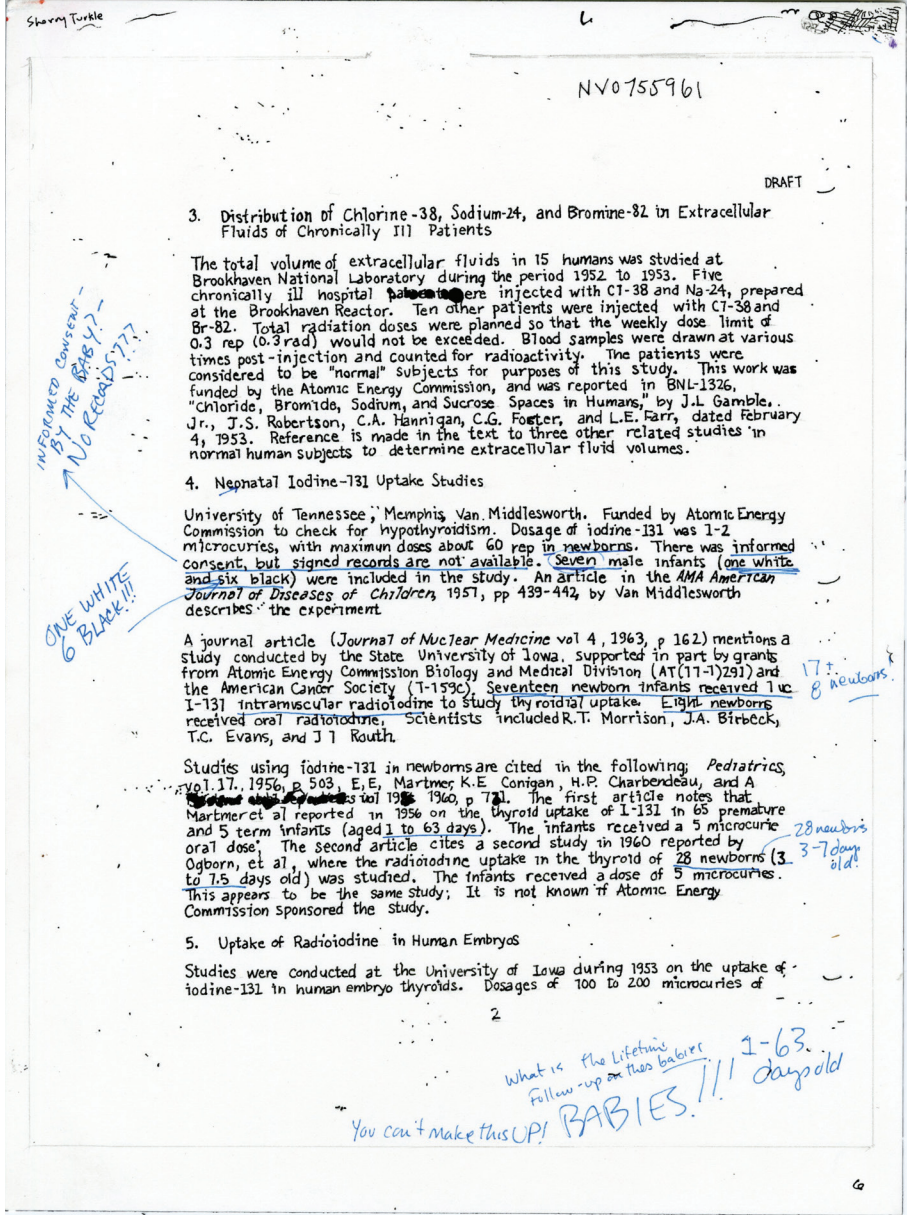 Sherry Turkle
6
NV0755961
DRAFT
3. Distribution of Chlorine-38, Sodium-24, and Bromine-82 in Extracellular
Fluids of Chronically Ill Patients
The total volume of extracellular fluids in 15 humans was studied at
Brookhaven National Laboratory during the period 1952 to 1953. Five
chronically ill hospital ere injected with C1-38 and Na-24, prepared
at the Brookhaven Reactor. Ten other patients were injected with C1-38 and
Br-82. Total radiation doses were planned so that the weekly dose limit of
0.3 rep (0.3 rad) would not be exceeded. Blood samples were drawn at various
times post-injection and counted for radioactivity. The patients were
considered to be "normal" subjects for purposes of this study. This work was
funded by the Atomic Energy Commission, and was reported in BNL-1326,
"Chloride, Bromide, Sodium, and Sucrose Spaces in Humans," by J.L Gamble.
Jr., J.S. Robertson, C.A. Hannigan, C.G. Foster, and L.E. Farr, dated February
4, 1953. Reference is made in the text to three other related studies in
normal human subjects to determine extracellular fluid volumes.
INFORMED CONSENT -
BY THE BABY? -
NO RECORDS???
4. Neonatal Iodine-131 Uptake Studies
University of Tennessee, Memphis, Van Middlesworth. Funded by Atomic Energy
Commission to check for hypothyroidism. Dosage of iodine-131 was 1-2
microcuries, with maximun doses about 60 rep in newborns. There was informed
consent, but signed records are not available. Seven male infants (one white
and six black) were included in the study. An article in the AMA American
Journal of Diseases of Children, 1951, pp 439-442, by Van Middlesworth
describes the experiment
ONE WHITE
6 BLACK!!!
A journal article (Journal of Nuclear Medicine vol 4, 1963, p 162) mentions a
study conducted by the State University of Iowa, supported in part by grants
from Atomic Energy Commission Biology and Medical Division (AT(11-1)291) and
the American Cancer Society (T-159c). Seventeen newborn infants received 1 uc
I-131 intramuscular radioiodine to study thyroidial uptake. Eight newborns
received oral radioiodine. Scientists included R.T. Morrison, J.A. Birbeck,
T.C. Evans, and J I Routh.
17 +
8 newborns!
Studies using iodine-131 in newborns are cited in the following; Pediatrics,
vol. 17., 1956, p 503, E,E, Martmer, K.E Conigan, H.P. Charbendeau, and A
vol 19 1960, p 7 1. The first article notes that
Martmer et al reported in 1956 on the thyroid uptake of I-131 in 65 premature
and 5 term infants (aged 1 to 63 days). The infants received a 5 microcurie
oral dose. The second article cites a second study in 1960 reported by
Ogborn, et al, where the radioiodine uptake in the thyroid of 28 newborns (3
to 7.5 days old) was studied. The infants received a dose of 5 microcuries.
This appears to be the same study; It is not known if Atomic Energy
Commission sponsored the study.
28 newborns
3-7 day
old!
5. Uptake of Radioiodine in Human Embryos
Studies were conducted at the University of Iowa during 1953 on the uptake of
iodine-131 in human embryo thyroids. Dosages of 100 to 200 microcuries of
2
What is the Lifetime
Follow-up on thes babies
BABIES!!! 1-63
days old
You can't make this UP!
6